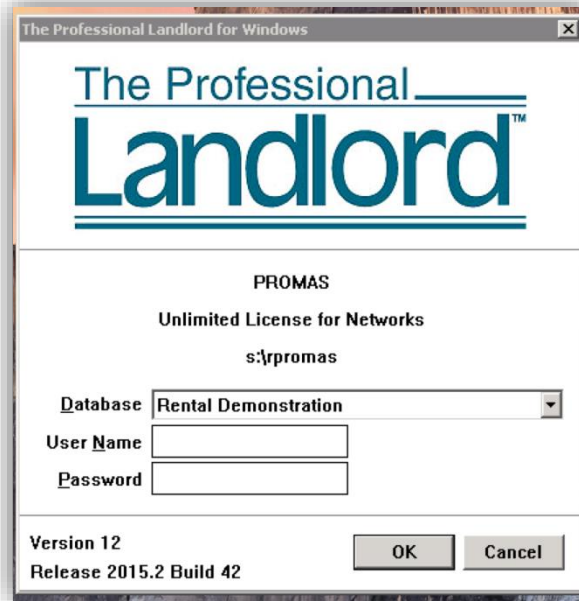 The Professional Landlord for Windows
The Professional
Landlord™
PROMAS
Unlimited License for Networks
s:\rpromas
Database Rental Demonstration
User Name
Password
Version 12
Release 2015.2 Build 42
OK Cancel